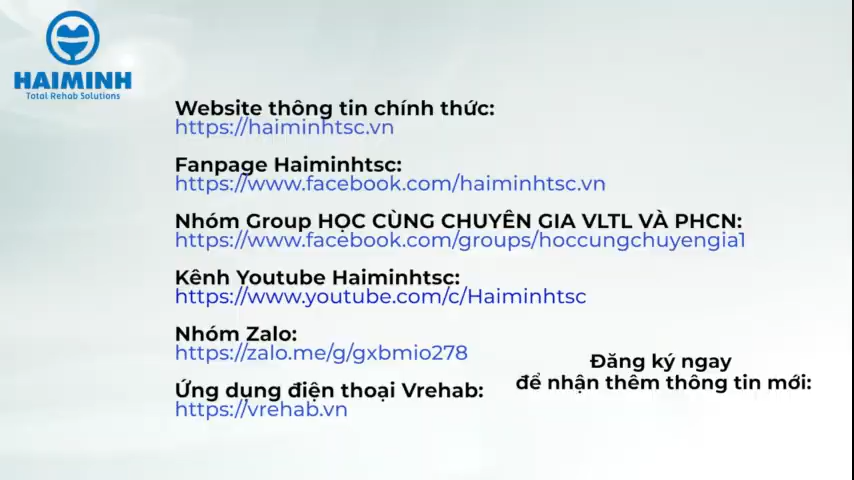 HAIMINH
Total Rehab Solutions
Website thông tin chính thức:
https://haiminhtsc.vn
Fanpage Haiminhtsc:
https://www.facebook.com/haiminhtsc.vn
Nhóm Group HỌC CÙNG CHUYÊN GIA VLTL VÀ PHCN:
https://www.facebook.com/groups/hoccungchuyengia1
Kênh Youtube Haiminhtsc:
https://www.youtube.com/c/Haiminhtsc
Nhóm Zalo:
https://zalo.me/g/gxbmio278
Ứng dụng điện thoại Vrehab:
https://vrehab.vn
Đăng ký ngay
để nhận thêm thông tin mới: